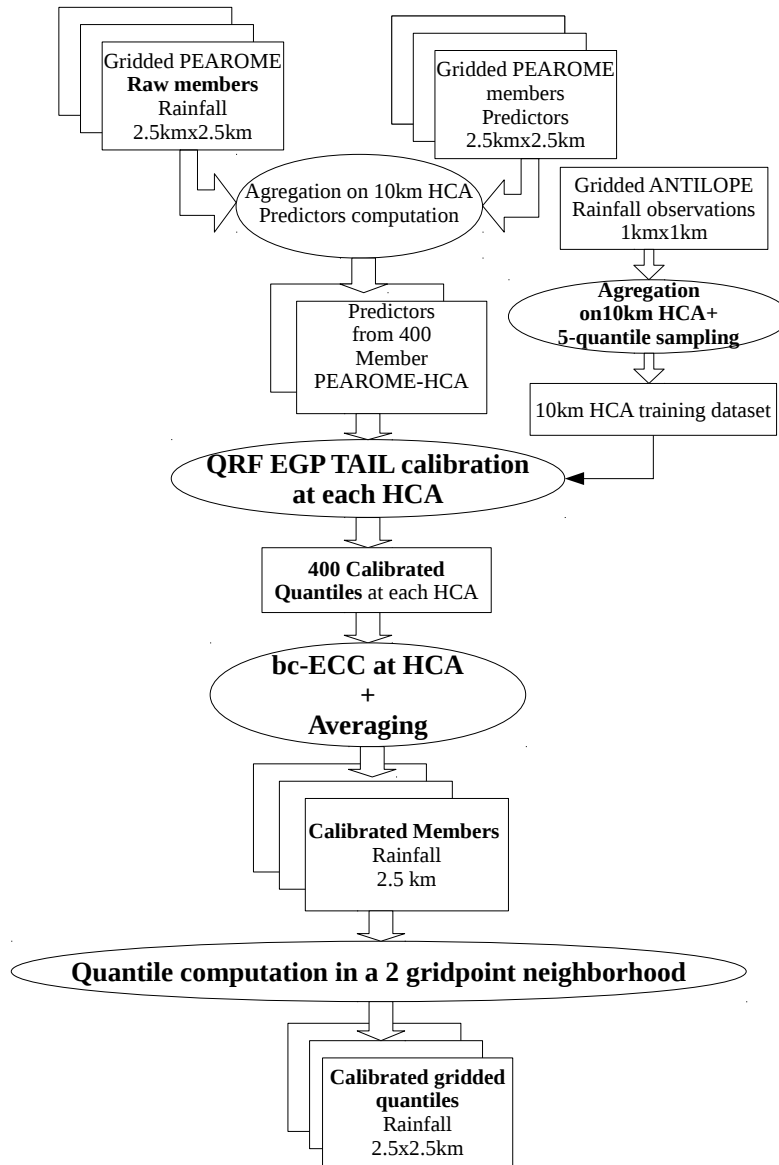 Gridded PEAROME
Raw members
Rainfall
2.5kmx2.5km
Gridded PEAROME
members
Predictors
2.5kmx2.5km
Agregation on 10km HCA
Predictors computation
Gridded ANTILOPE
Rainfall observations
1kmx1km
Agregation
on10km HCA+
5-quantile sampling
Predictors
from 400
Member
PEAROME-HCA
10km HCA training dataset
QRF EGP TAIL calibration
at each HCA
400 Calibrated
Quantiles at each HCA
bc-ECC at HCA
+
Averaging
Calibrated Members
Rainfall
2.5 km
Quantile computation in a 2 gridpoint neighborhood
Calibrated gridded
quantiles
Rainfall
2.5x2.5km